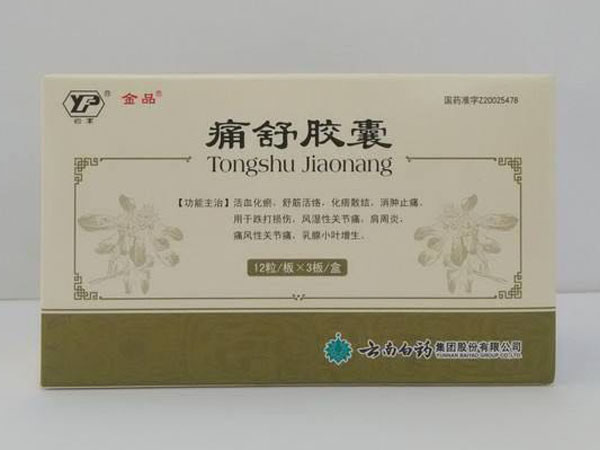 YP®
云丰
金品®
国药准字Z20025478
痛舒胶囊
Tongshu Jiaonang
【功能主治】活血化瘀，舒筋活络，化痞散结，消肿止痛。
用于跌打损伤，风湿性关节痛，肩周炎，
痛风性关节痛，乳腺小叶增生。
12粒/板×3板/盒
云南白药集团股份有限公司
YUNNAN BAIYAO GROUP CO.,LTD.